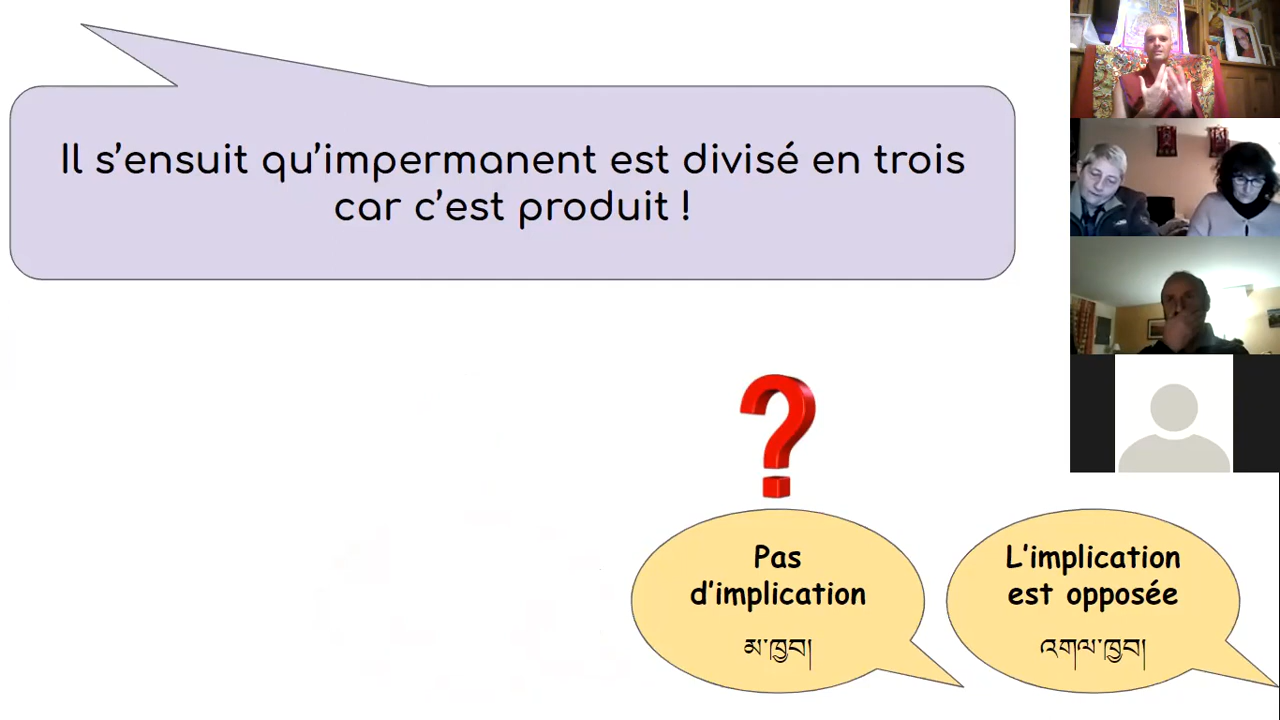 Il s’ensuit qu’impermanent est divisé en trois
car c’est produit !
Pas
d’implication
མ་ཁྱབ།
L’implication
est opposée
འགལ་ཁྱབ།